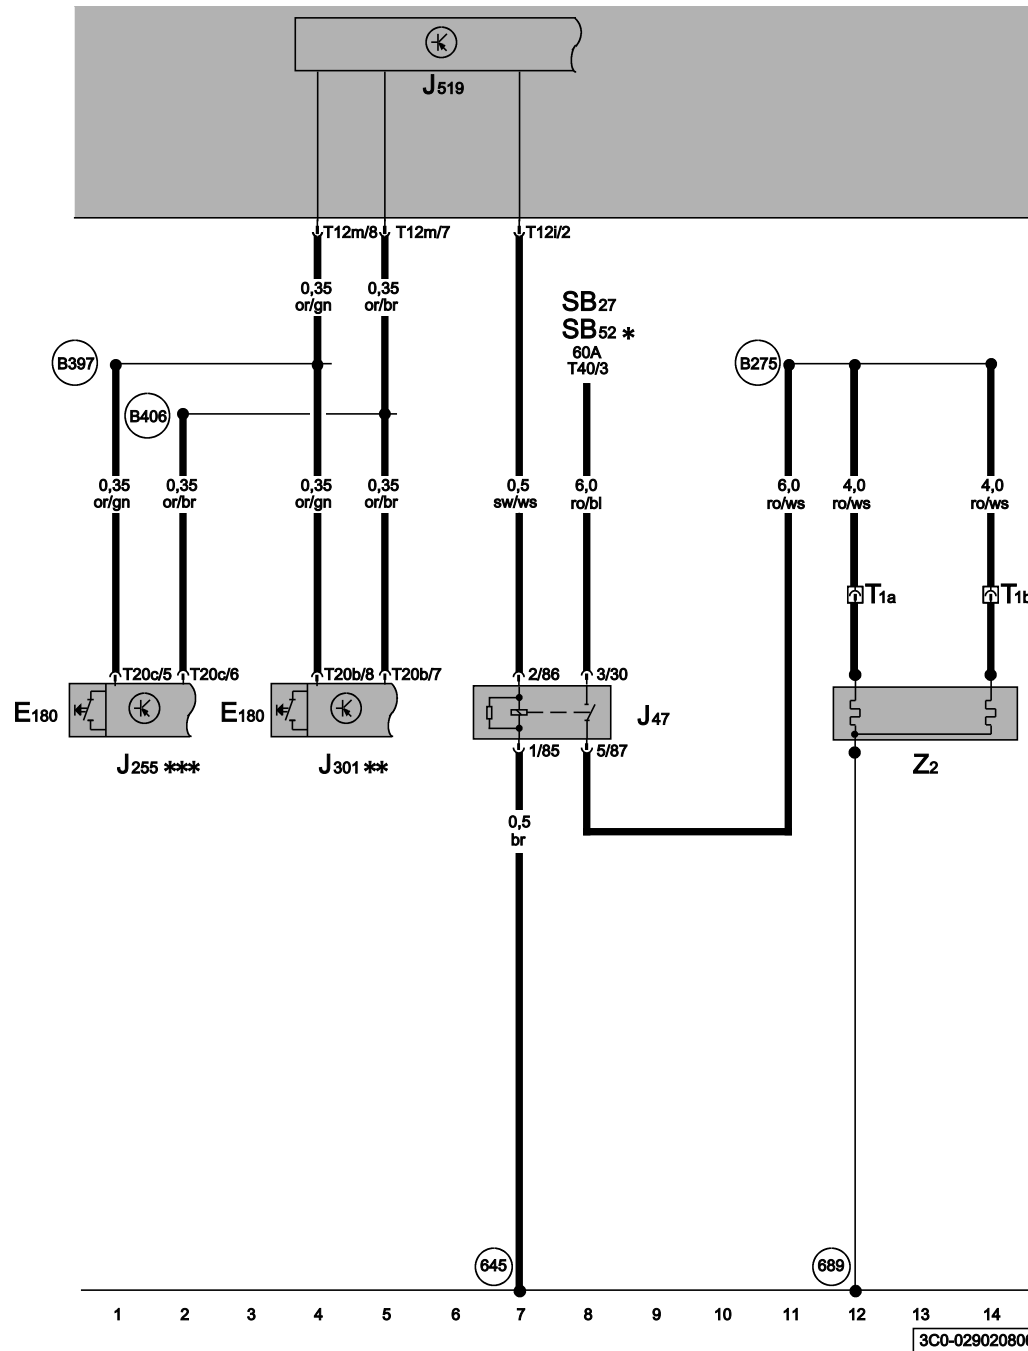 J519
T12m/8 T12m/7 T12i/2
0,35 0,35
or/gn or/br
SB27
SB52 *
60A
T40/3
B397
B275
B406
0,35 0,35 0,35 0,35 0,5 6,0 6,0 4,0 4,0
or/gn or/br or/gn or/br sw/ws ro/bl ro/ws ro/ws ro/ws
T1a T1b
T20c/5 T20c/6 T20b/8 T20b/7 2/86 3/30
E180 E180 J47
1/85 5/87
J255 *** J301 ** Z2
0,5
br
645 689
1 2 3 4 5 6 7 8 9 10 11 12 13 14
3C0-02902080